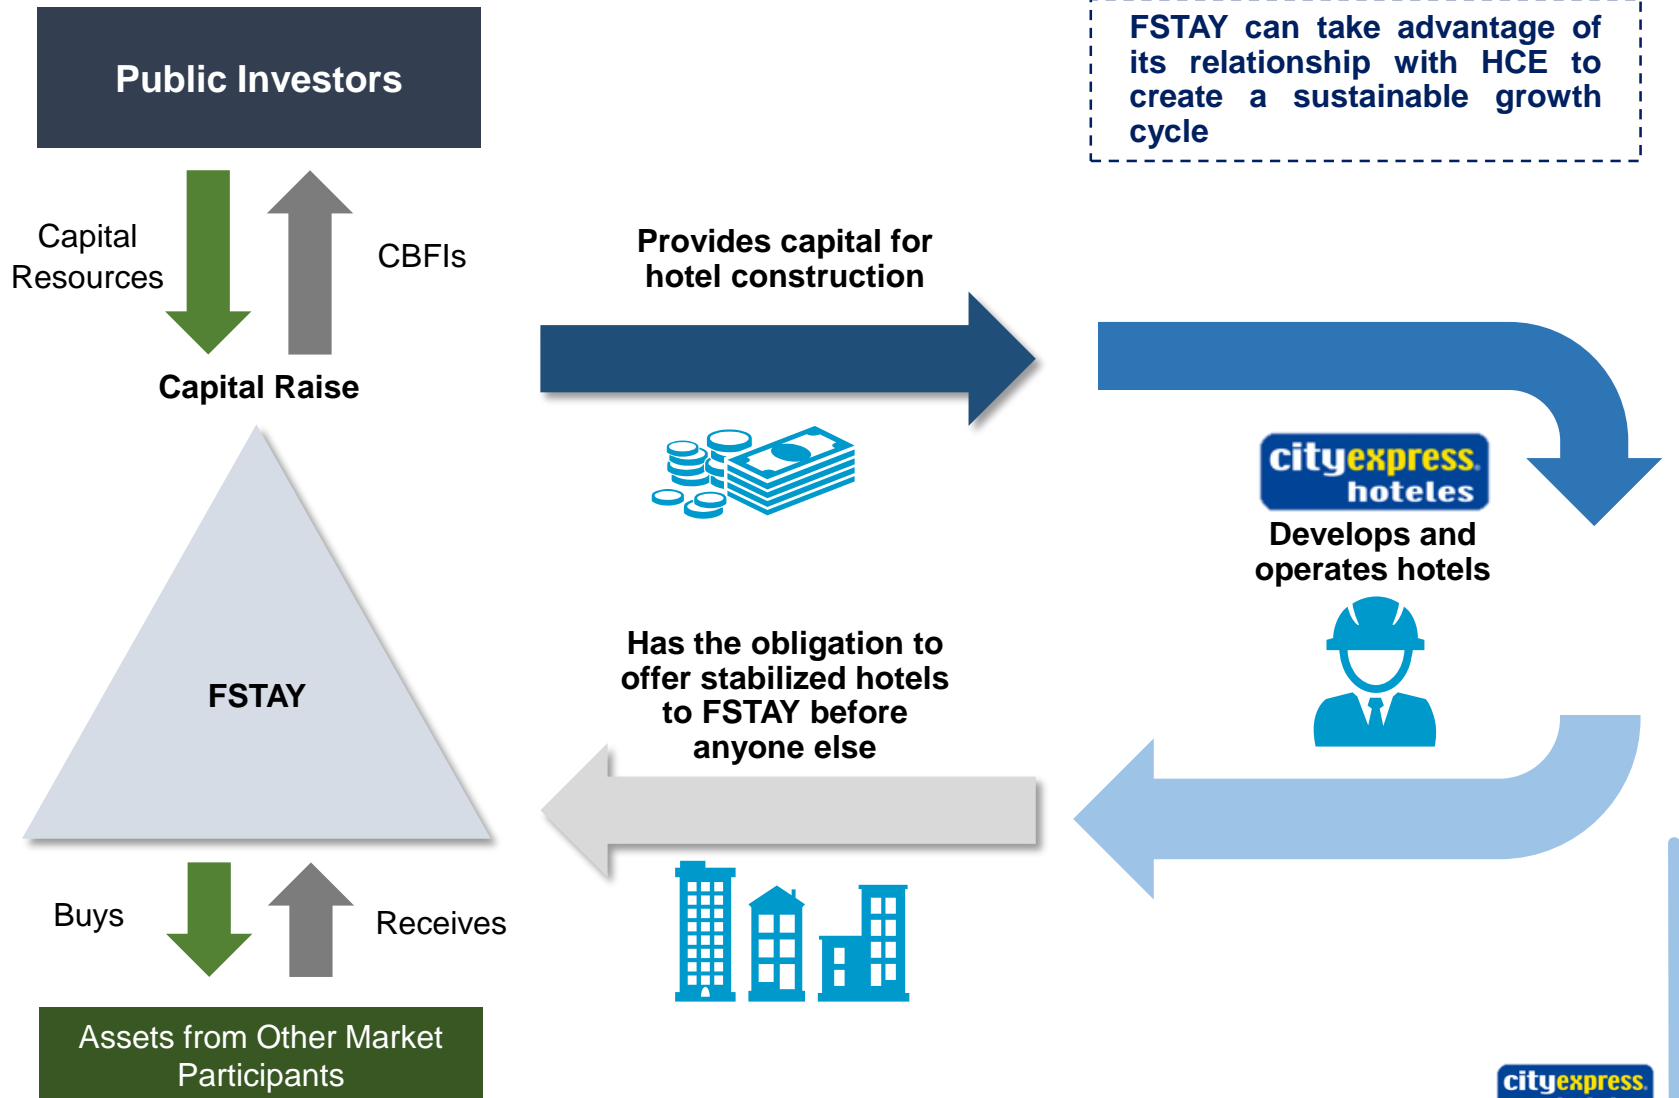 Public Investors
FSTAY can take advantage of
its relationship with HCE to
create a sustainable growth
cycle
Capital
Resources
CBFIs
Capital Raise
Provides capital for
hotel construction
cityexpress.
hoteles
Develops and
operates hotels
FSTAY
Has the obligation to
offer stabilized hotels
to FSTAY before
anyone else
Buys
Receives
Assets from Other Market
Participants
cityexpress.